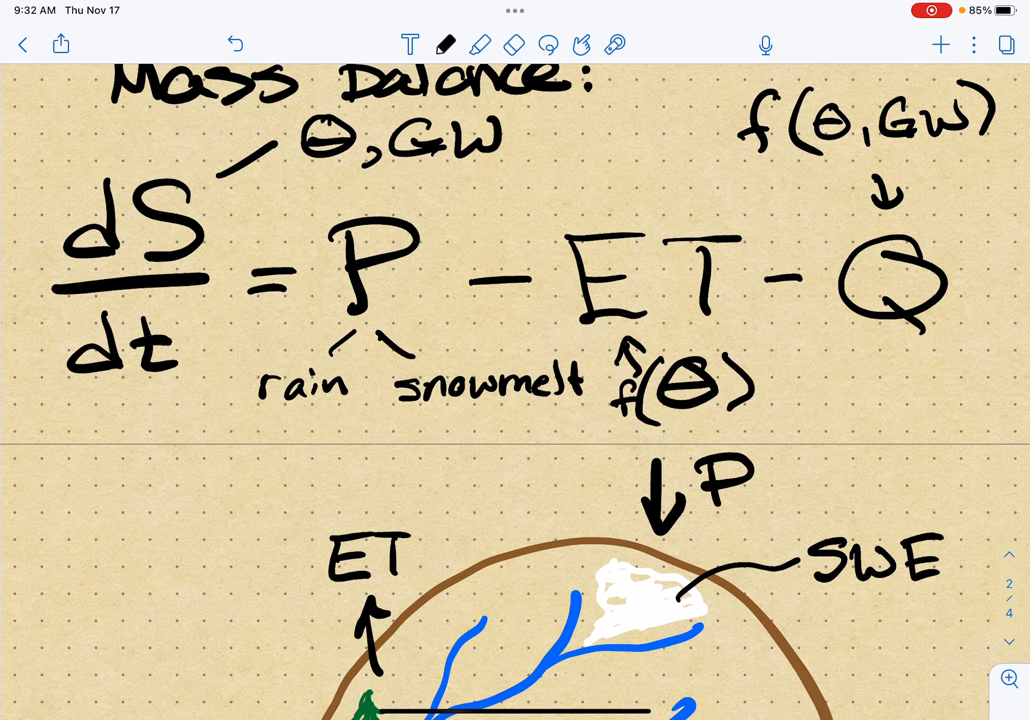 9:32 AM Thu Nov 17
85%
Mass Balance:
θ, GW
f(θ, GW)
dS/dt = P - ET - Q
rain snowmelt f(θ)
P
ET
SWE
2/4